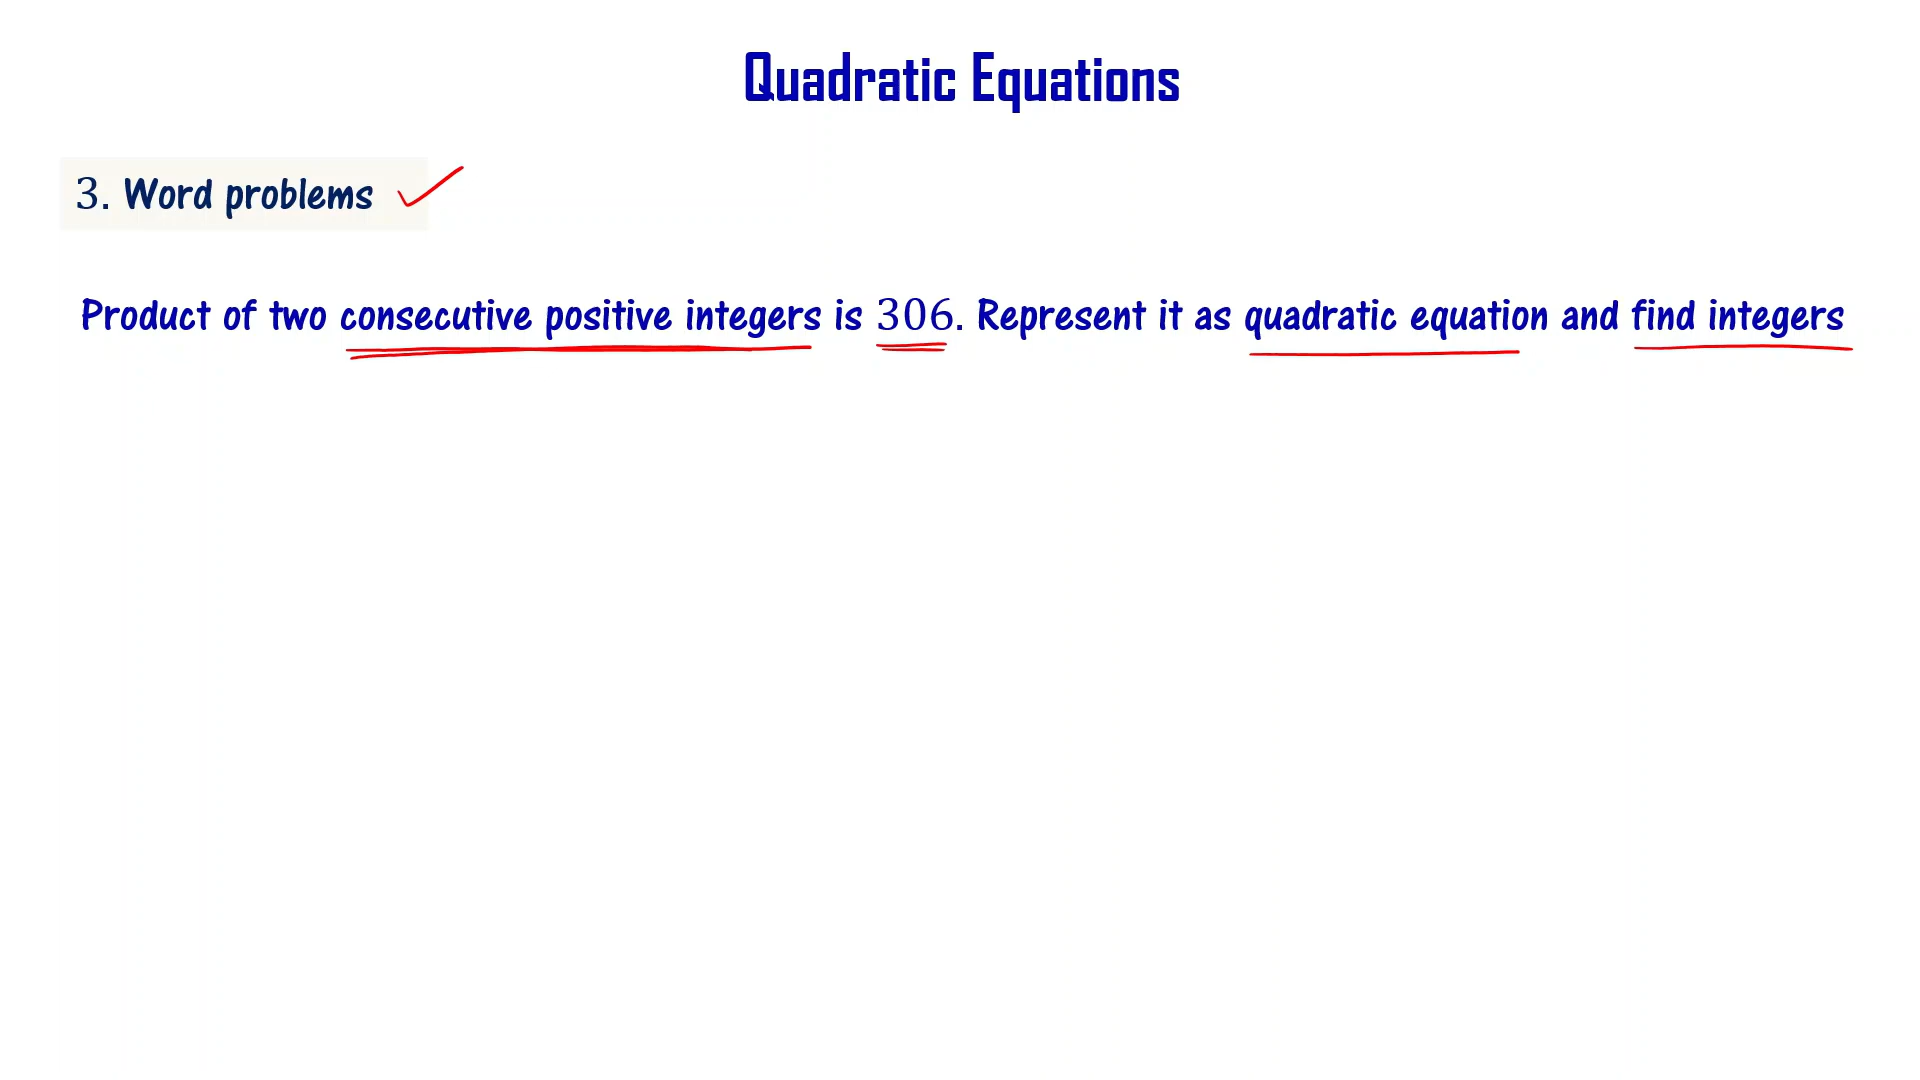 Quadratic Equations
3. Word problems
Product of two consecutive positive integers is 306. Represent it as quadratic equation and find integers